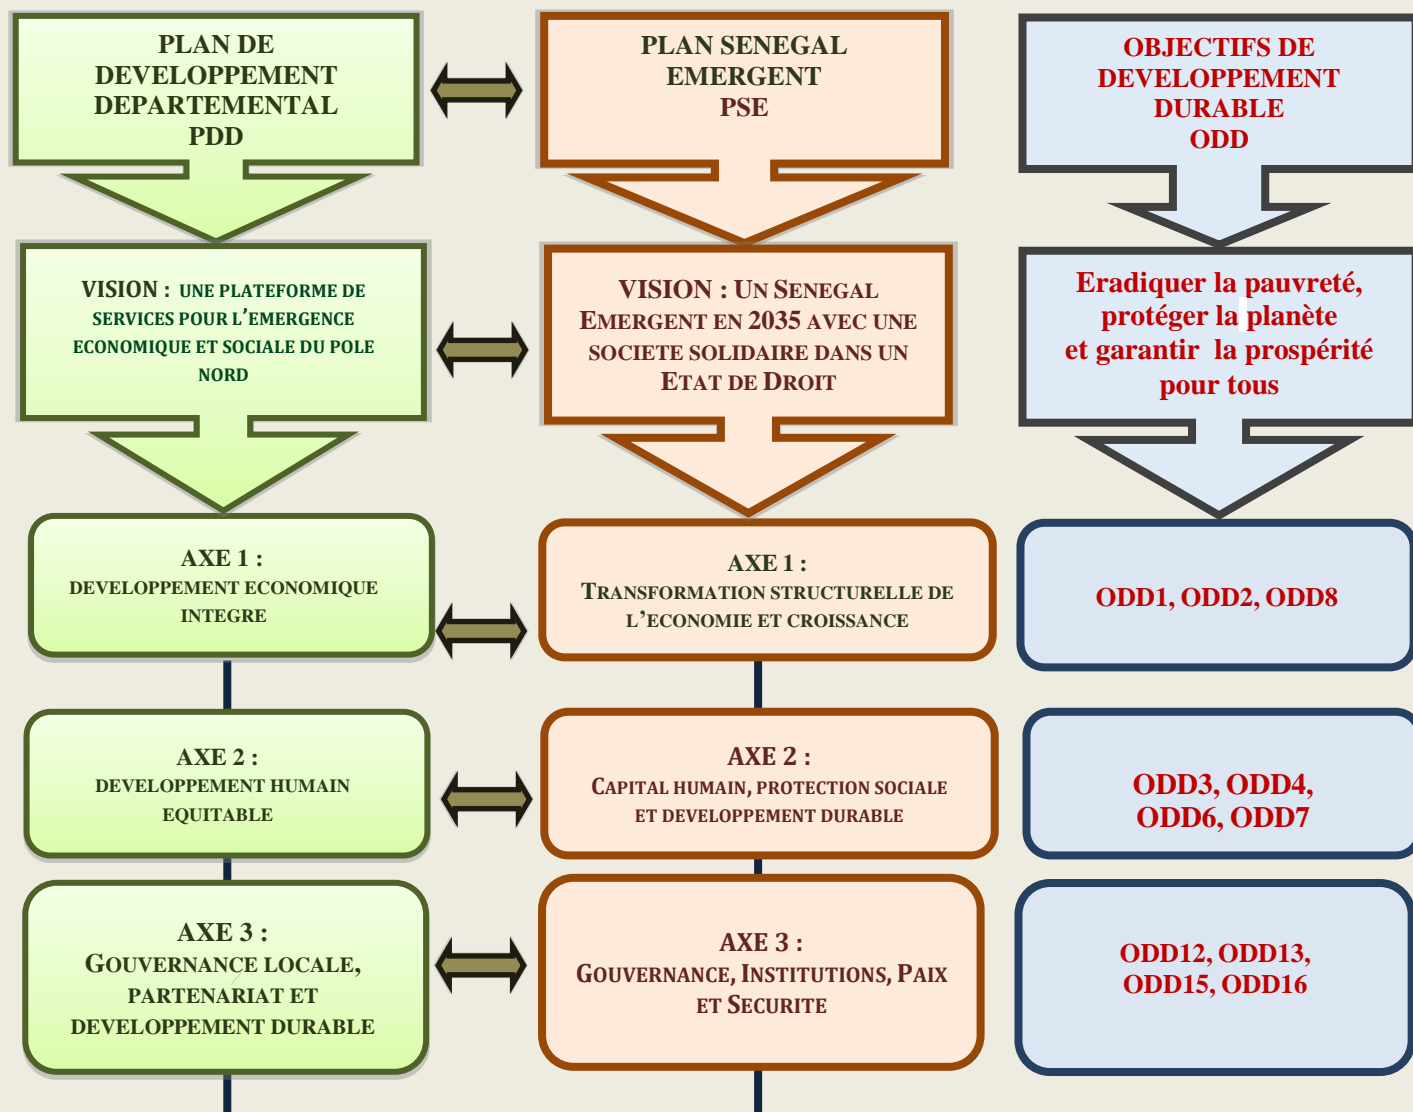 PLAN DE
DEVELOPPEMENT
DEPARTEMENTAL
PDD
PLAN SENEGAL
EMERGENT
PSE
OBJECTIFS DE
DEVELOPPEMENT
DURABLE
ODD
VISION : UNE PLATEFORME DE
SERVICES POUR L'EMERGENCE
ECONOMIQUE ET SOCIALE DU POLE
NORD
VISION : UN SENEGAL
EMERGENT EN 2035 AVEC UNE
SOCIETE SOLIDAIRE DANS UN
ETAT DE DROIT
Eradiquer la pauvreté,
protéger la planète
et garantir la prospérité
pour tous
AXE 1 :
DEVELOPPEMENT ECONOMIQUE
INTEGRE
AXE 1 :
TRANSFORMATION STRUCTURELLE DE
L'ECONOMIE ET CROISSANCE
ODD1, ODD2, ODD8
AXE 2 :
DEVELOPPEMENT HUMAIN
EQUITABLE
AXE 2 :
CAPITAL HUMAIN, PROTECTION SOCIALE
ET DEVELOPPEMENT DURABLE
ODD3, ODD4,
ODD6, ODD7
AXE 3 :
GOUVERNANCE LOCALE,
PARTENARIAT ET
DEVELOPPEMENT DURABLE
AXE 3 :
GOUVERNANCE, INSTITUTIONS, PAIX
ET SECURITE
ODD12, ODD13,
ODD15, ODD16